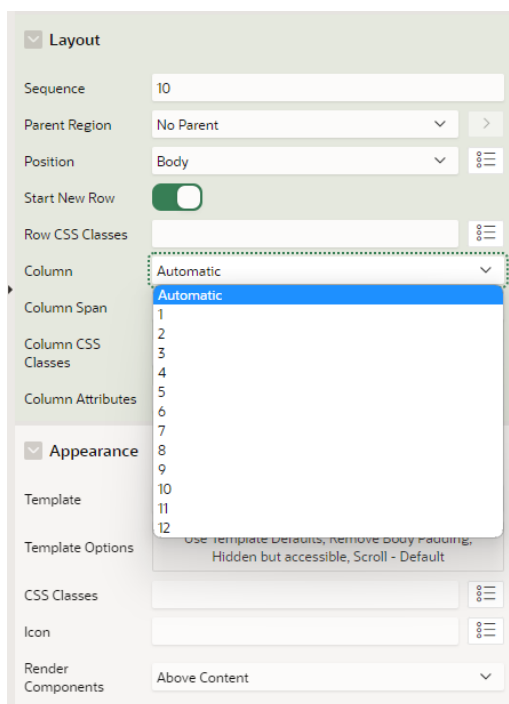 Layout
Sequence 10
Parent Region No Parent
Position Body
Start New Row
Row CSS Classes
Column Automatic
Automatic
Column Span
1
2
Column CSS
Classes
3
4
5
Column Attributes
6
7
Appearance
8
9
10
Template
11
12
Use Template Defaults, Remove Body Padding,
Template Options
Hidden but accessible, Scroll - Default
CSS Classes
Icon
Render
Components
Above Content